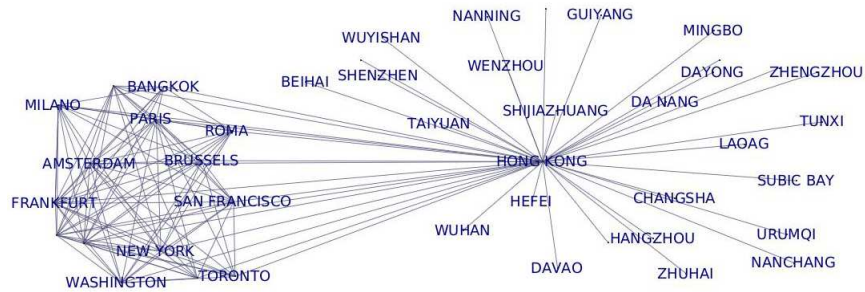 NANNING
GUIYANG
MINGBO
WUYISHAN
WENZHOU
DAYONG
ZHENGZHOU
SHENZHEN
BEIHAI
BANGKOK
MILANO
PARIS
ROMA
TAIYUAN
SHIJIAZHUANG
DA NANG
TUNXI
LAOAG
AMSTERDAM
BRUSSELS
HONG KONG
SUBIC BAY
FRANKFURT
SAN FRANCISCO
HEFEI
CHANGSHA
WUHAN
HANGZHOU
URUMQI
NEW YORK
NANCHANG
WASHINGTON
TORONTO
DAVAO
ZHUHAI